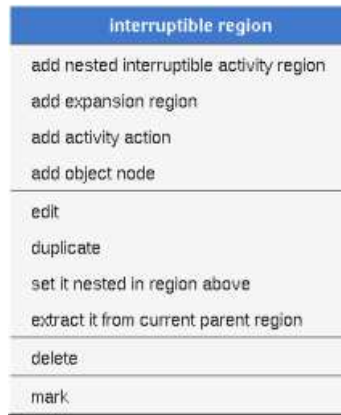 interruptible region
add nested interruptible activity region
add expansion region
add activity action
add object node
edit
duplicate
set it nested in region above
extract it from current parent region
delete
mark